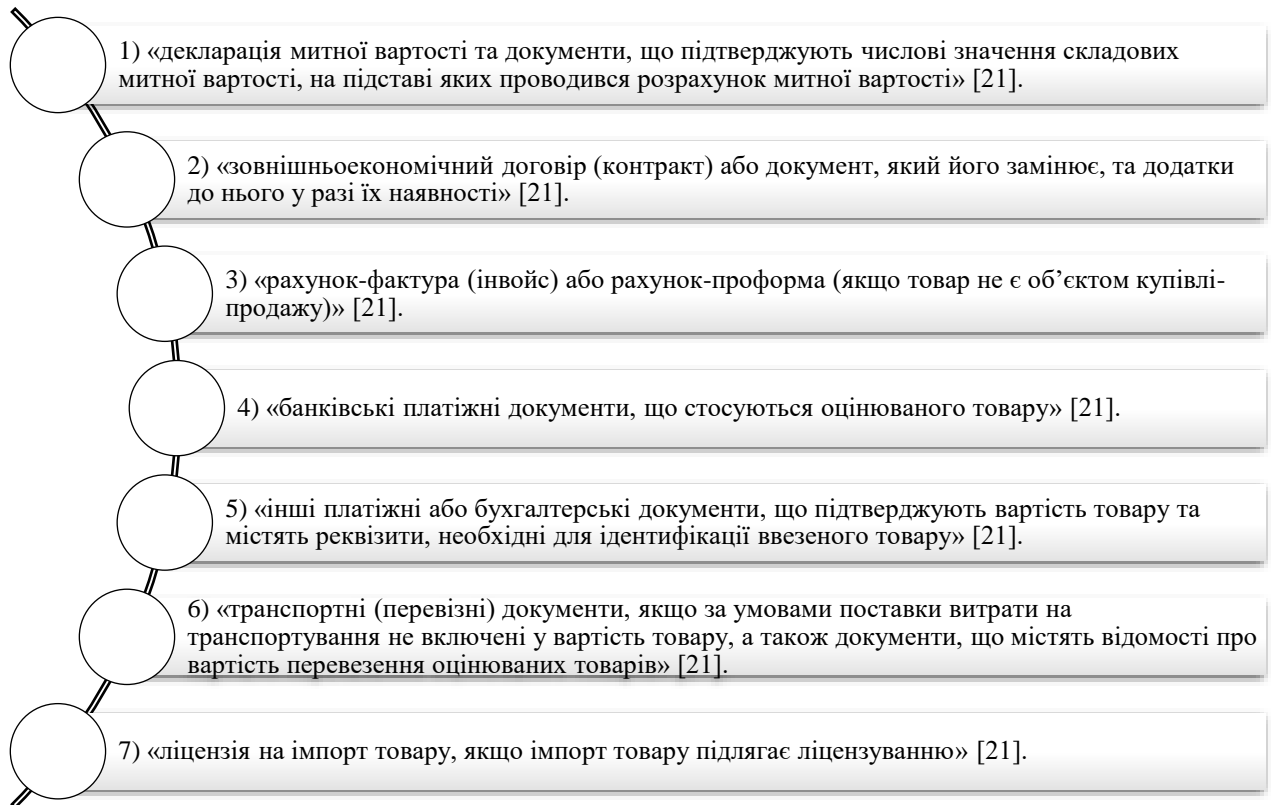 1) «декларація митної вартості та документи, що підтверджують числові значення складових
митної вартості, на підставі яких проводився розрахунок митної вартості» [21].
2) «зовнішньоекономічний договір (контракт) або документ, який його замінює, та додатки
до нього у разі їх наявності» [21].
3) «рахунок-фактура (інвойс) або рахунок-проформа (якщо товар не є об’єктом купівлі-
продажу)» [21].
4) «банківські платіжні документи, що стосуються оцінюваного товару» [21].
5) «інші платіжні або бухгалтерські документи, що підтверджують вартість товару та
містять реквізити, необхідні для ідентифікації ввезеного товару» [21].
6) «транспортні (перевізні) документи, якщо за умовами поставки витрати на
транспортування не включені у вартість товару, а також документи, що містять відомості про
вартість перевезення оцінюваних товарів» [21].
7) «ліцензія на імпорт товару, якщо імпорт товару підлягає ліцензуванню» [21].